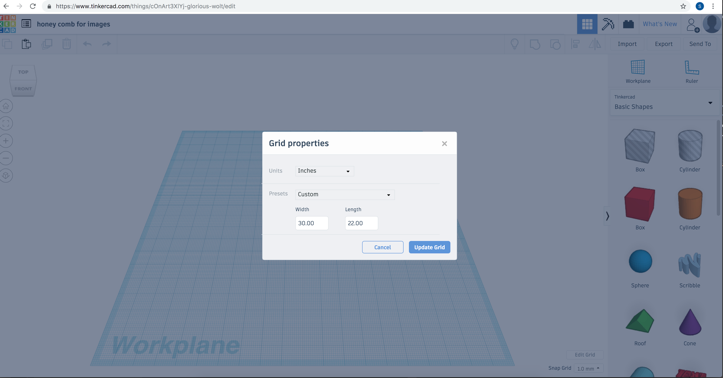 https://www.tinkercad.com/things/cOnArt3XlYj-glorious-wolt/edit
honey comb for images
What's New
Import Export Send To
TOP
FRONT
Workplane Ruler
Tinkercad
Basic Shapes
Grid properties
Units Inches
Presets Custom
Width Length
30.00 22.00
Cancel Update Grid
Box Cylinder
Box Cylinder
Sphere Scribble
Roof Cone
Workplane
Edit Grid
Snap Grid 1.0 mm